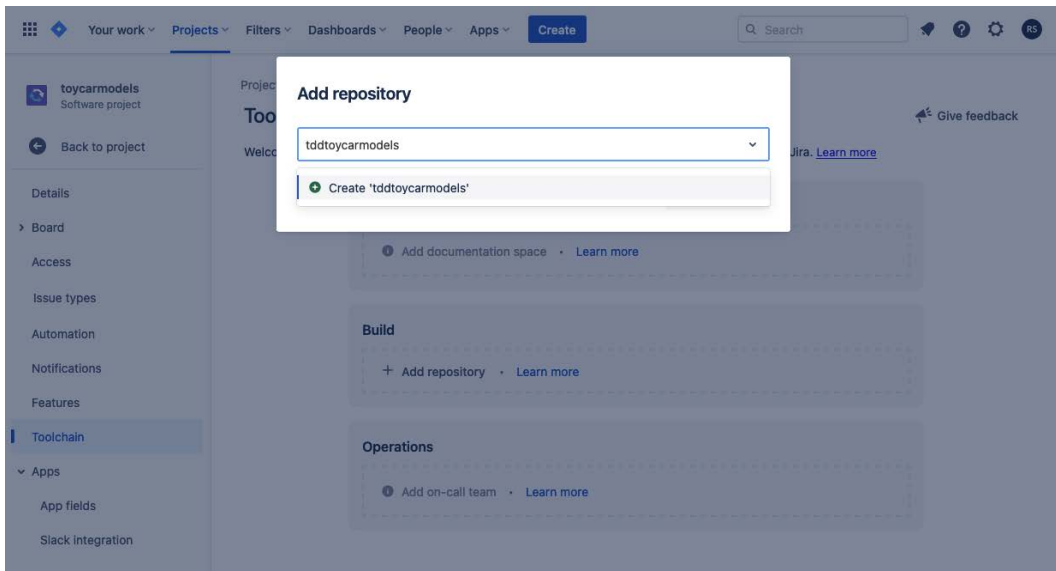 Your work Projects Filters Dashboards People Apps Create Search RS
toycarmodels
Software project
Back to project
Details
Board
Access
Issue types
Automation
Notifications
Features
Toolchain
Apps
App fields
Slack integration
Projec
Too
Give feedback
Welco
Jira. Learn more
Add repository
tddtoycarmodels
Create 'tddtoycarmodels'
Add documentation space • Learn more
Build
Add repository • Learn more
Operations
Add on-call team • Learn more